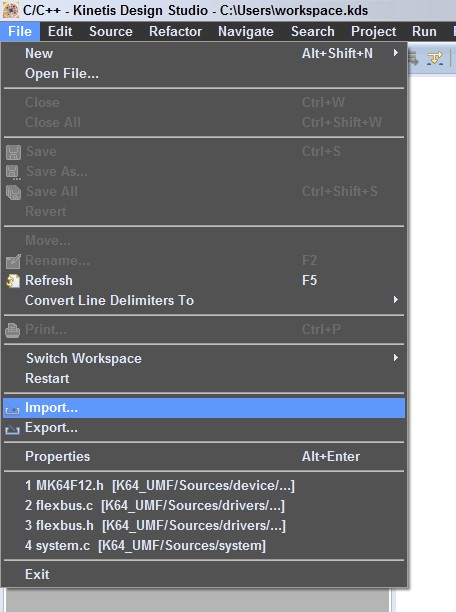 C/C++ - Kinetis Design Studio - C:\Users\workspace.kds
File Edit Source Refactor Navigate Search Project Run
New Alt+Shift+N
Open File...
Close Ctrl+W
Close All Ctrl+Shift+W
Save Ctrl+S
Save As...
Save All Ctrl+Shift+S
Revert
Move...
Rename... F2
Refresh F5
Convert Line Delimiters To
Print... Ctrl+P
Switch Workspace
Restart
Import...
Export...
Properties Alt+Enter
1 MK64F12.h [K64_UMF/Sources/device/...]
2 flexbus.c [K64_UMF/Sources/drivers/...]
3 flexbus.h [K64_UMF/Sources/drivers/...]
4 system.c [K64_UMF/Sources/system]
Exit